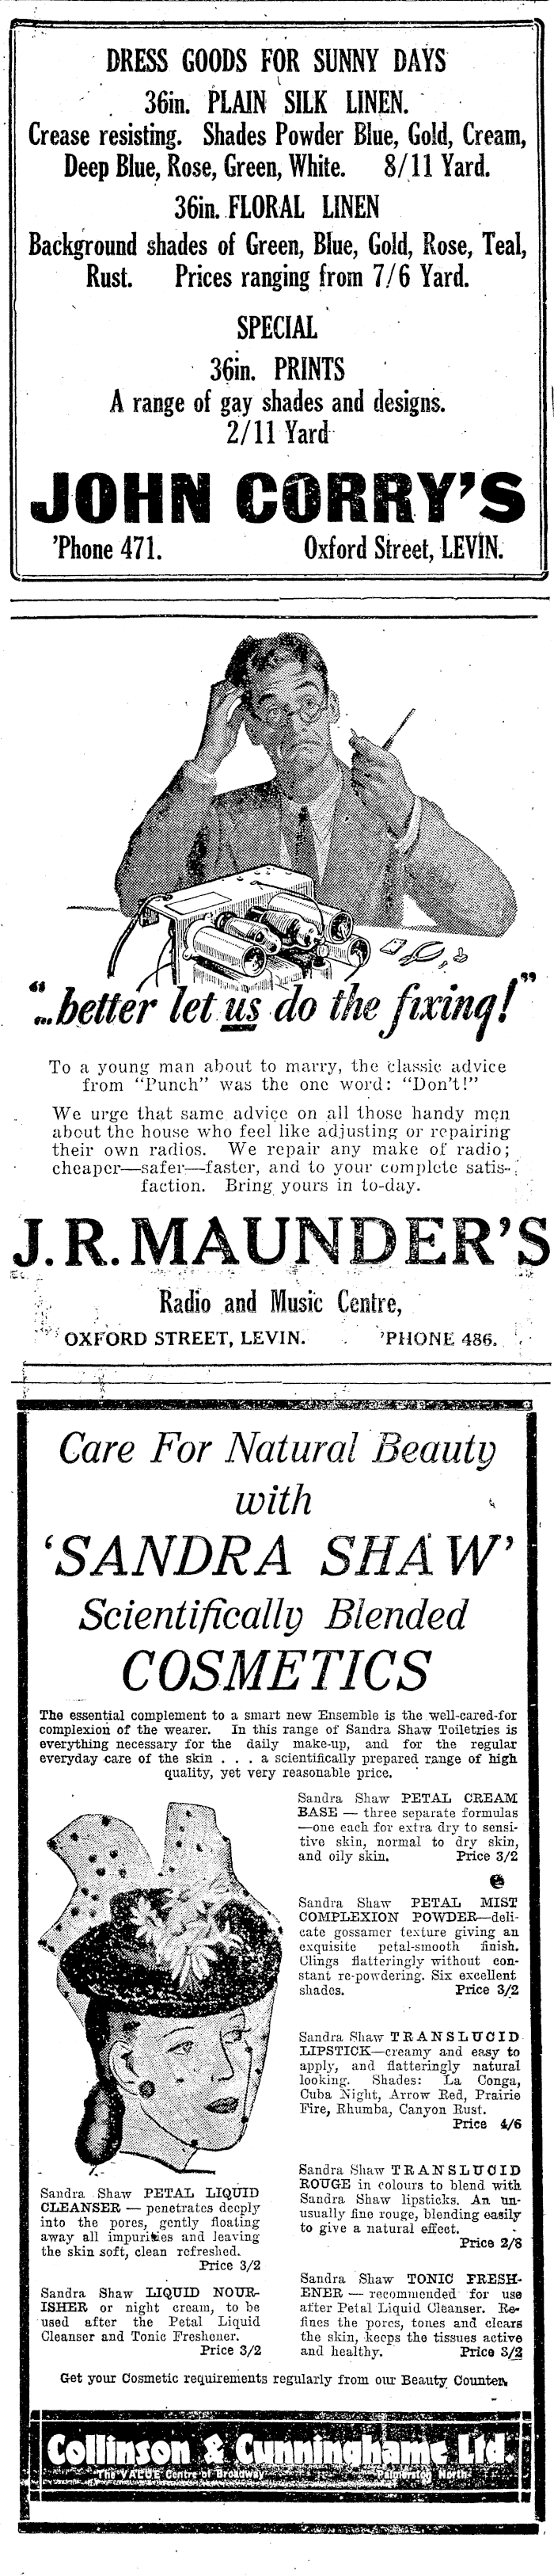 DRESS GOODS FOR SUNNY DAYS
36in. PLAIN SILK LINEN.
Crease resisting. Shades Powder Blue, Gold, Cream,
Deep Blue, Rose, Green, White. 8/11 Yard.
36in. FLORAL LINEN
Background shades of Green, Blue, Gold, Rose, Teal,
Rust. Prices ranging from 7/6 Yard.
SPECIAL
36in. PRINTS
A range of gay shades and designs.
2/11 Yard
JOHN CORRY'S
'Phone 471. Oxford Street, LEVIN.
"...better let us do the fixing!"
To a young man about to marry, the classic advice
from "Punch" was the one word: "Don't!"
We urge that same advice on all those handy men
about the house who feel like adjusting or repairing
their own radios. We repair any make of radio;
cheaper—safer—faster, and to your complete satis-
faction. Bring yours in to-day.
J. R. MAUNDER'S
Radio and Music Centre,
OXFORD STREET, LEVIN. 'PHONE 486.
Care For Natural Beauty
with
'SANDRA SHAW'
Scientifically Blended
COSMETICS
The essential complement to a smart new Ensemble is the well-cared-for
complexion of the wearer. In this range of Sandra Shaw Toiletries is
everything necessary for the daily make-up, and for the regular
everyday care of the skin . . . a scientifically prepared range of high
quality, yet very reasonable price.
Sandra Shaw PETAL CREAM
BASE — three separate formulas
—one each for extra dry to sensi-
tive skin, normal to dry skin,
and oily skin. Price 3/2
Sandra Shaw PETAL MIST
COMPLEXION POWDER—deli-
cate gossamer texture giving an
exquisite petal-smooth finish.
Clings flatteringly without con-
stant re-powdering. Six excellent
shades. Price 3/2
Sandra Shaw TRANSLUCID
LIPSTICK—creamy and easy to
apply, and flatteringly natural
looking. Shades: La Conga,
Cuba Night, Arrow Red, Prairie
Fire, Rhumba, Canyon Rust.
Price 4/6
Sandra Shaw TRANSLUCID
ROUGE in colours to blend with
Sandra Shaw lipsticks. An un-
usually fine rouge, blending easily
to give a natural effect.
Price 2/8
Sandra Shaw TONIC FRESH-
ENER — recommended for use
after Petal Liquid Cleanser. Re-
fines the pores, tones and clears
the skin, keeps the tissues active
and healthy. Price 3/2
Sandra Shaw PETAL LIQUID
CLEANSER — penetrates deeply
into the pores, gently floating
away all impurities and leaving
the skin soft, clean refreshed.
Price 3/2
Sandra Shaw LIQUID NOUR-
ISHER or night cream, to be
used after the Petal Liquid
Cleanser and Tonic Freshener.
Price 3/2
Get your Cosmetic requirements regularly from our Beauty Counter.
Collinson & Cunninghame Ltd.
The VALUE Centre of Broadway Palmerston North